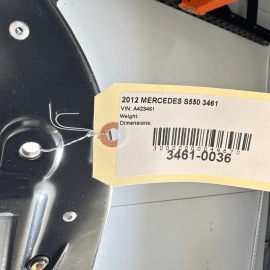 2012 MERCEDES S550 3461
VIN: A423461
Weight:
Dimensions:
3461-0036